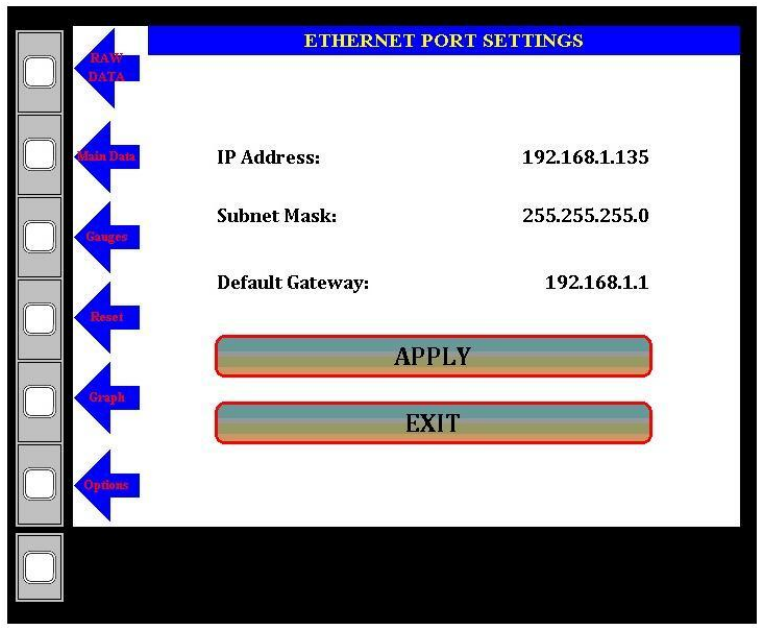 ETHERNET PORT SETTINGS
RAW
DATA
Main Data
IP Address: 192.168.1.135
Subnet Mask: 255.255.255.0
Gauges
Default Gateway: 192.168.1.1
Reset
APPLY
Graph
EXIT
Options